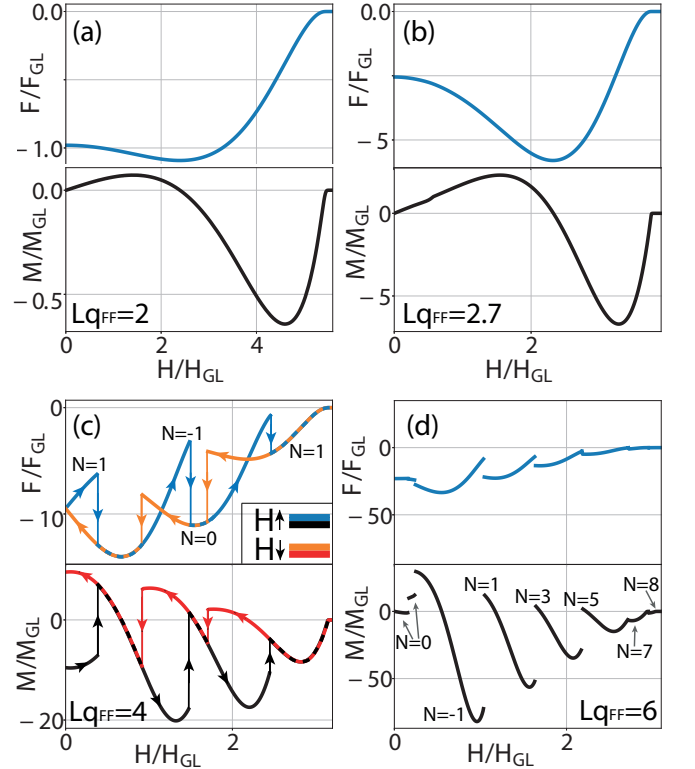 (a)
0.0
F/F_GL
− 1.0
0.0
M/M_GL
− 0.5
Lq_FF=2
0 2 4
H/H_GL
(b)
0.0
F/F_GL
− 5
0
M/M_GL
− 5
Lq_FF=2.7
0 2
H/H_GL
(c)
0
F/F_GL
− 10
N=1
N=-1
N=0
N=1
H
H
0
M/M_GL
− 20
Lq_FF=4
0 2
H/H_GL
(d)
0
F/F_GL
− 50
0
M/M_GL
− 50
N=0
N=-1
N=1
N=3
N=5
N=8
N=7
Lq_FF=6
0 2
H/H_GL